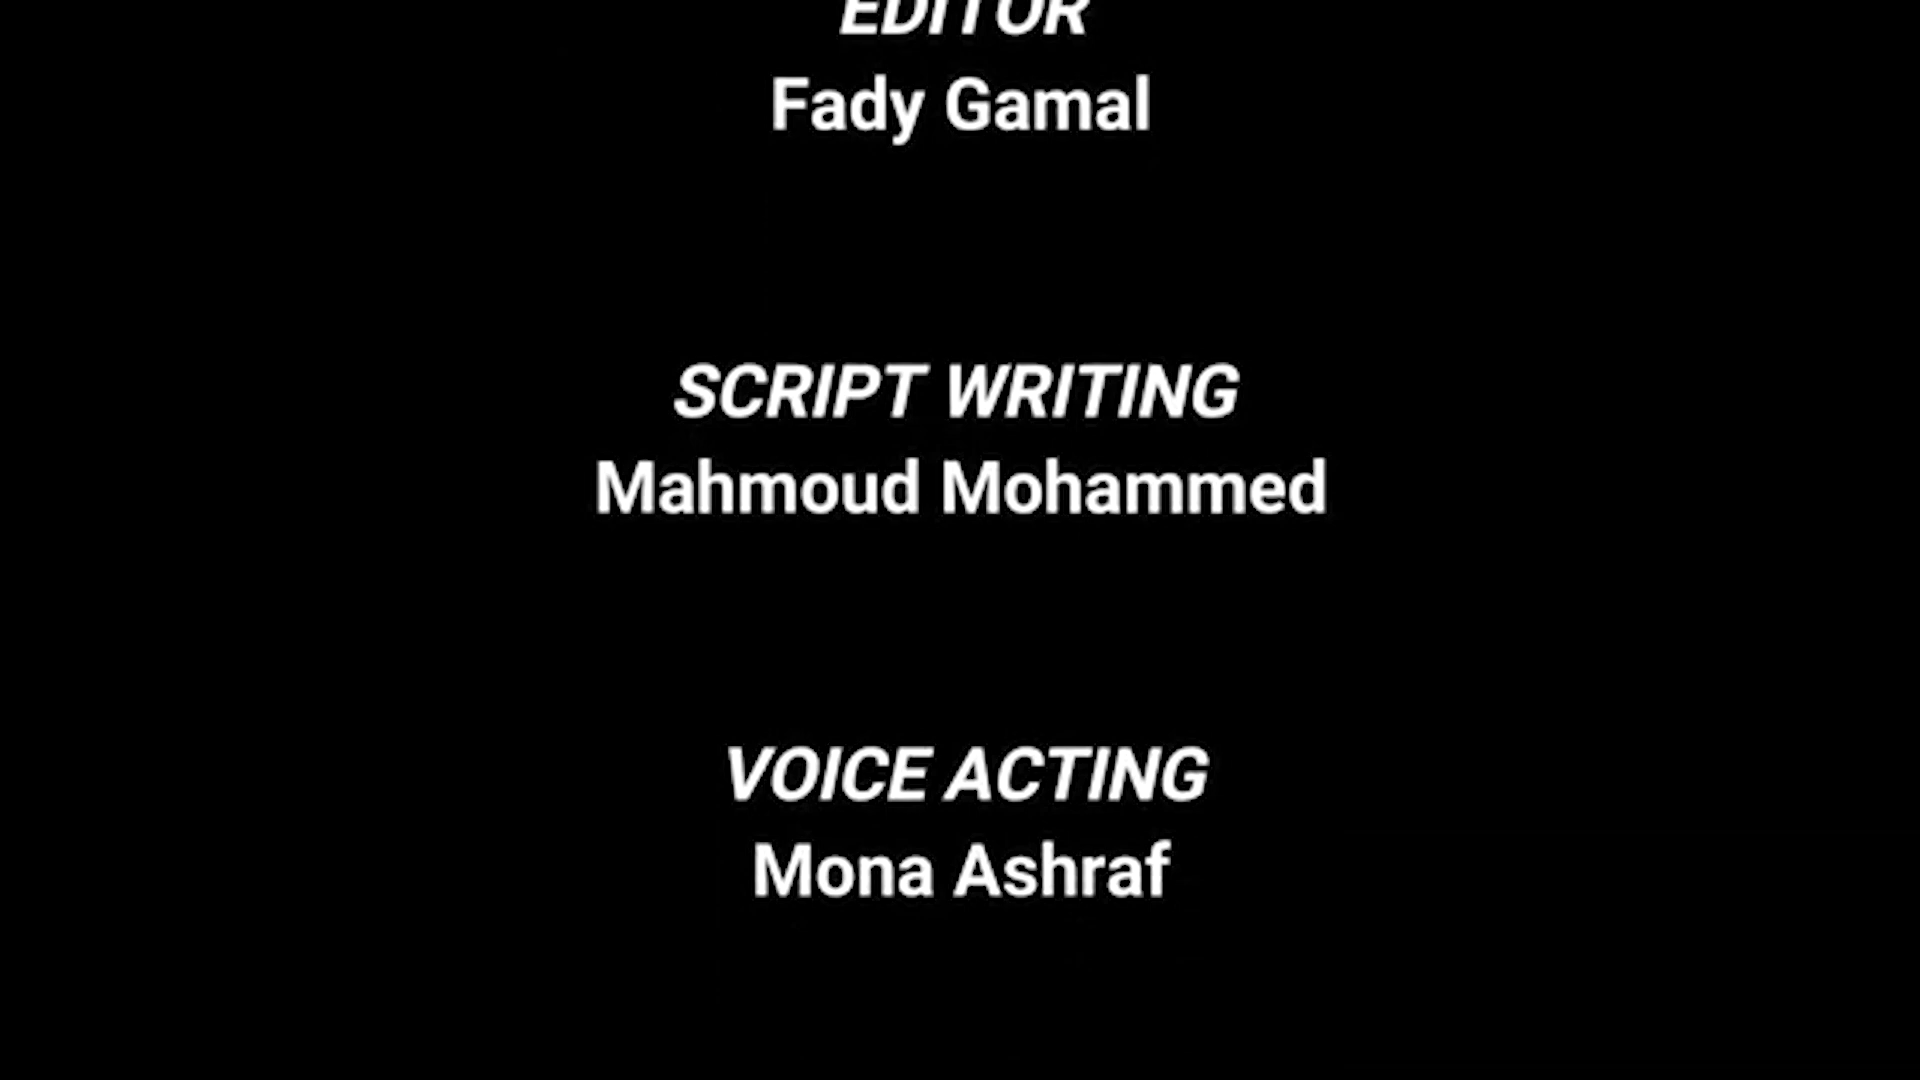 EDITOR
Fady Gamal
SCRIPT WRITING
Mahmoud Mohammed
VOICE ACTING
Mona Ashraf